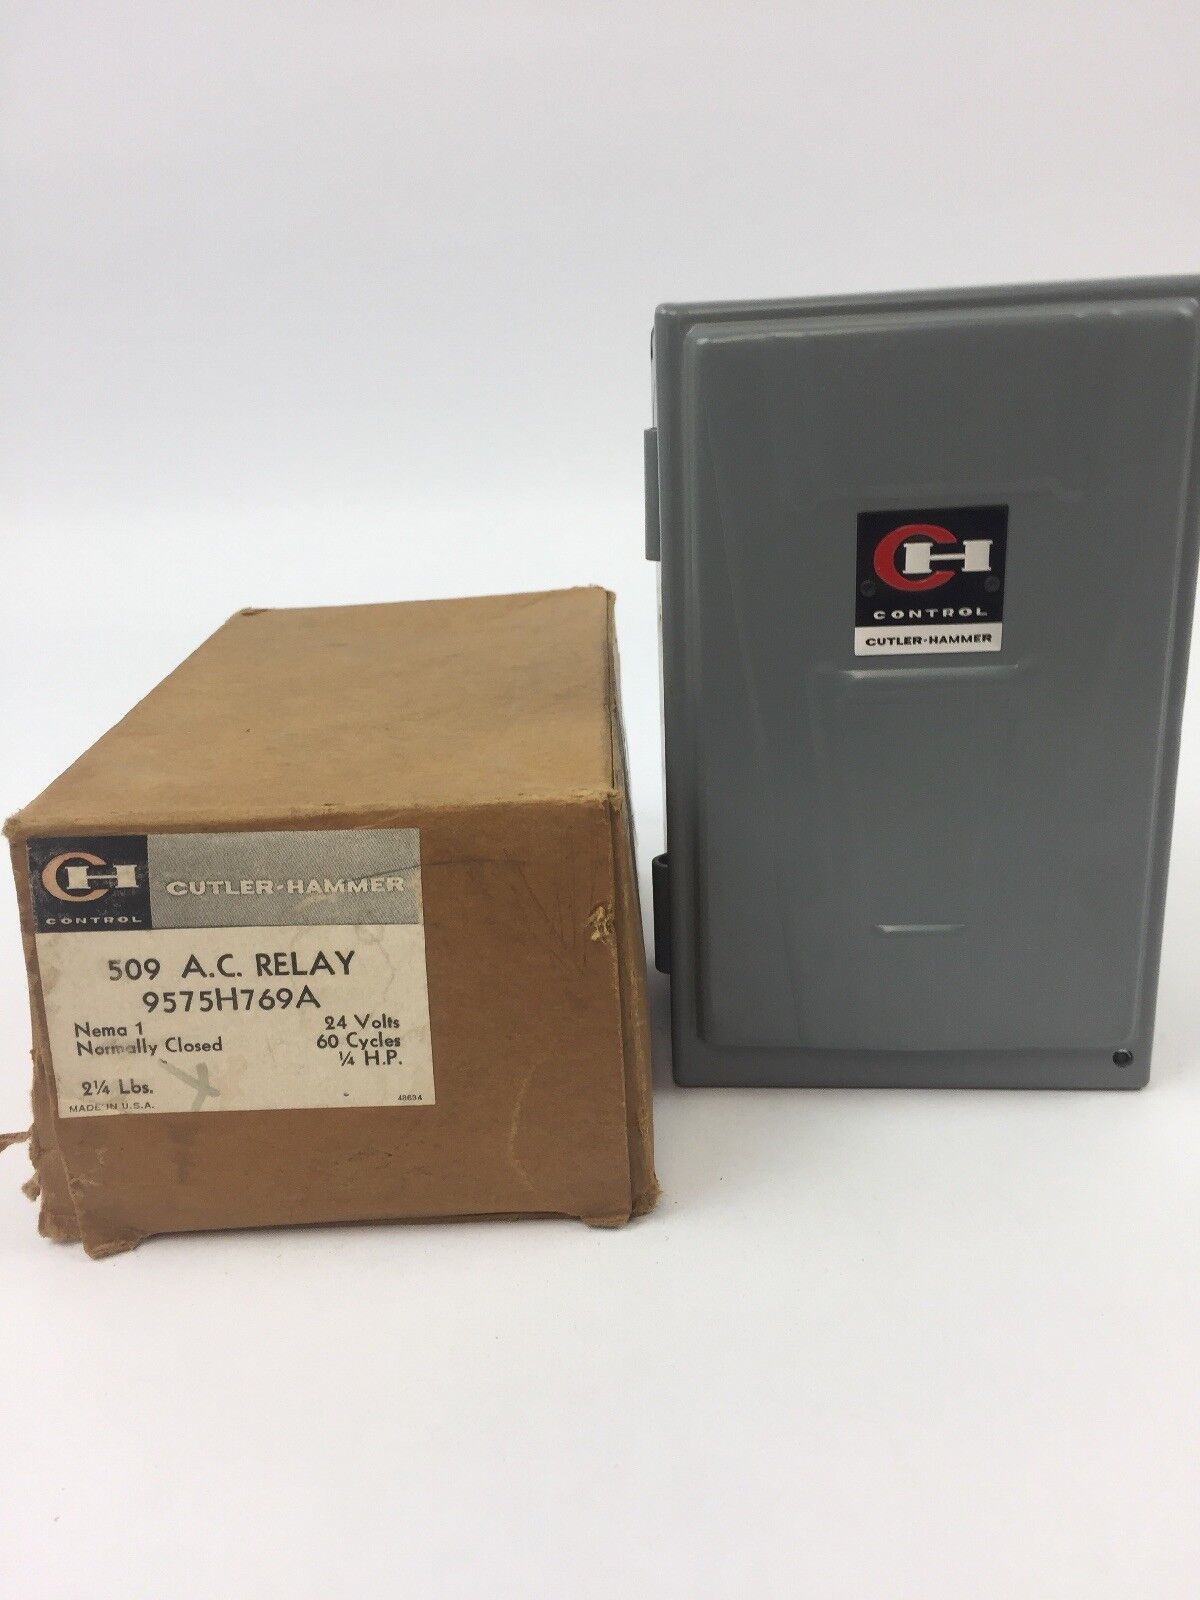 CH
CONTROL
CUTLER-HAMMER
509 A.C. RELAY
9575H769A
Nema 1
Normally Closed
24 Volts
60 Cycles
¼ H.P.
2¼ Lbs.
MADE IN U.S.A.
48634
CH
CONTROL
CUTLER-HAMMER